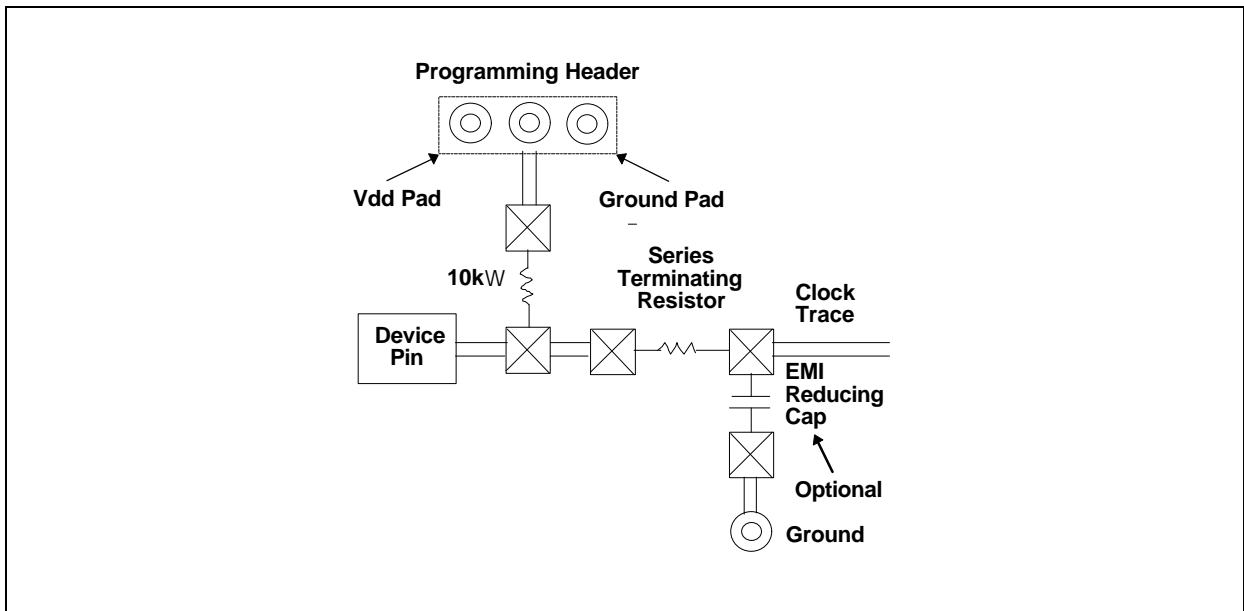 Programming Header
Vdd Pad
Ground Pad
10kW
Series
Terminating
Resistor
Clock
Trace
Device
Pin
EMI
Reducing
Cap
Optional
Ground